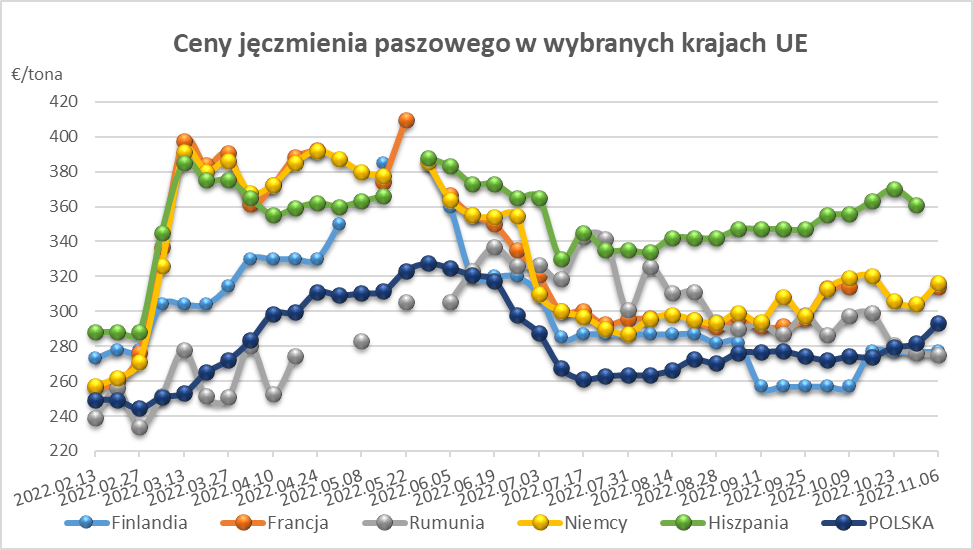 Ceny jęczmienia paszowego w wybranych krajach UE
€/tona
420
400
380
360
340
320
300
280
260
240
220
2022.02.13 2022.02.27 2022.03.13 2022.03.27 2022.04.10 2022.04.24 2022.05.08 2022.05.22 2022.06.05 2022.06.19 2022.07.03 2022.07.17 2022.07.31 2022.08.14 2022.08.28 2022.09.11 2022.09.25 2022.10.09 2022.10.23 2022.11.06
Finlandia Francja Rumunia Niemcy Hiszpania POLSKA